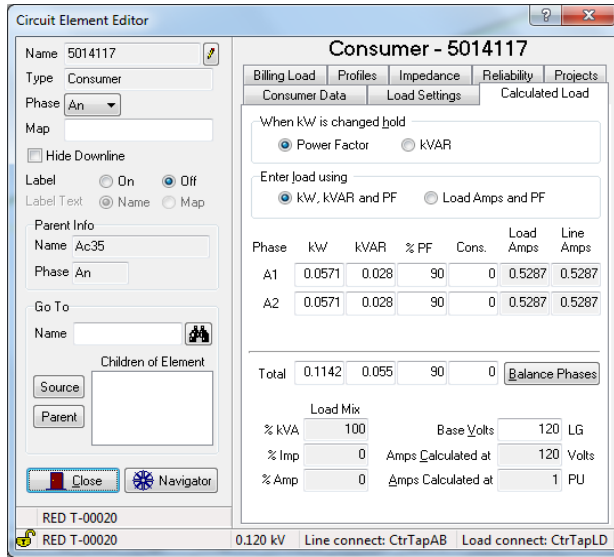 Circuit Element Editor
?
Name 5014117
Type Consumer
Phase An
Map
Hide Downline
Label On Off
Label Text Name Map
Parent Info
Name Ac35
Phase An
Go To
Name
Children of Element
Source
Parent
Close Navigator
RED T-00020
Consumer - 5014117
Billing Load Profiles Impedance Reliability Projects
Consumer Data Load Settings Calculated Load
When kW is changed hold
Power Factor kVAR
Enter load using
kW, kVAR and PF Load Amps and PF
Load Line
Phase kW kVAR % PF Cons. Amps Amps
A1 0.0571 0.028 90 0 0.5287 0.5287
A2 0.0571 0.028 90 0 0.5287 0.5287
Total 0.1142 0.055 90 0 Balance Phases
Load Mix
% kVA 100 Base Volts 120 LG
% Imp 0 Amps Calculated at 120 Volts
% Amp 0 Amps Calculated at 1 PU
RED T-00020 0.120 kV Line connect: CtrTapAB Load connect: CtrTapLD